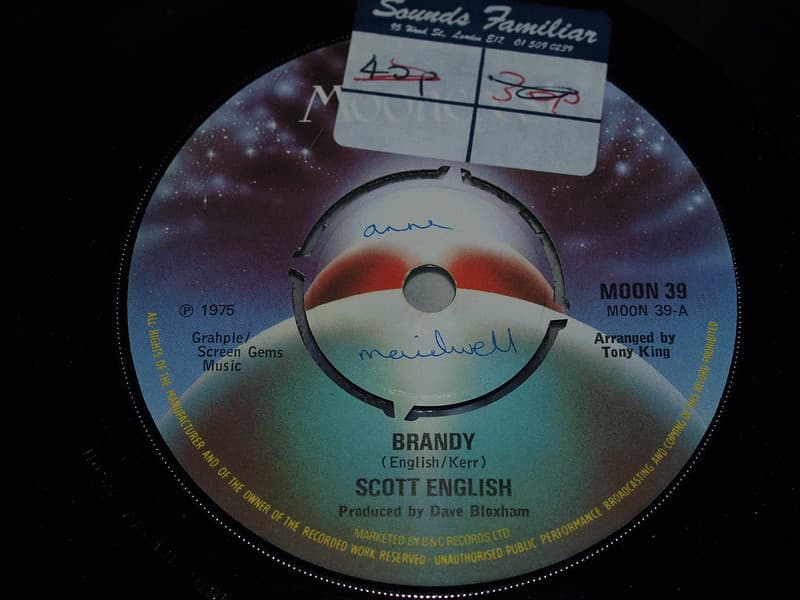 Sounds Familiar
95 Wood St, London E17. 01 509 0239
45p
30p
anne
maidwell
℗ 1975
Grahple/
Screen Gems
Music
MOON 39
MOON 39-A
Arranged by
Tony King
BRANDY
(English/Kerr)
SCOTT ENGLISH
Produced by Dave Bloxham
MARKETED BY B&C RECORDS LTD.
ALL RIGHTS OF THE MANUFACTURER AND OF THE OWNER OF THE RECORDED WORK RESERVED · UNAUTHORISED PUBLIC PERFORMANCE BROADCASTING AND COPYING OF THIS RECORD PROHIBITED